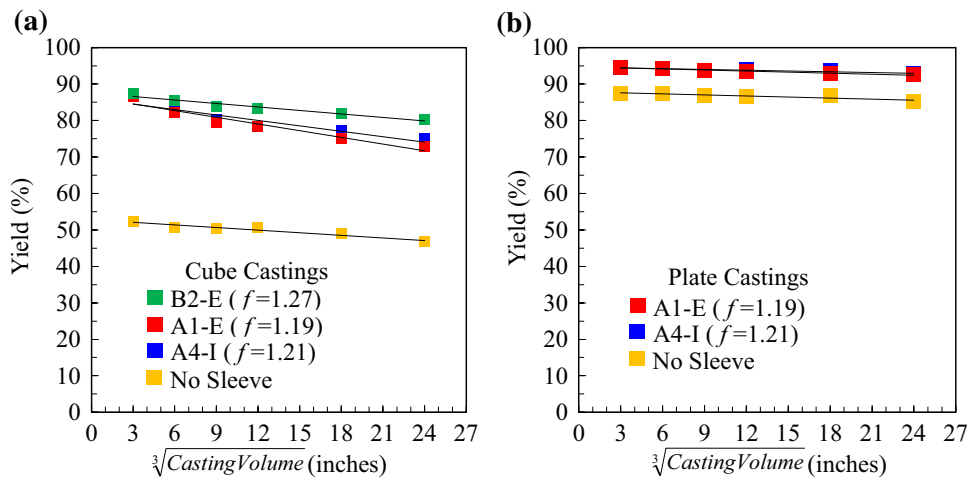 (a)
100
90
80
70
60
50
40
30
20
10
0
Yield (%)
Cube Castings
B2-E (f=1.27)
A1-E (f=1.19)
A4-I (f=1.21)
No Sleeve
0 3 6 9 12 15 18 21 24 27
∛CastingVolume (inches)
(b)
100
90
80
70
60
50
40
30
20
10
0
Yield (%)
Plate Castings
A1-E (f=1.19)
A4-I (f=1.21)
No Sleeve
0 3 6 9 12 15 18 21 24 27
∛CastingVolume (inches)